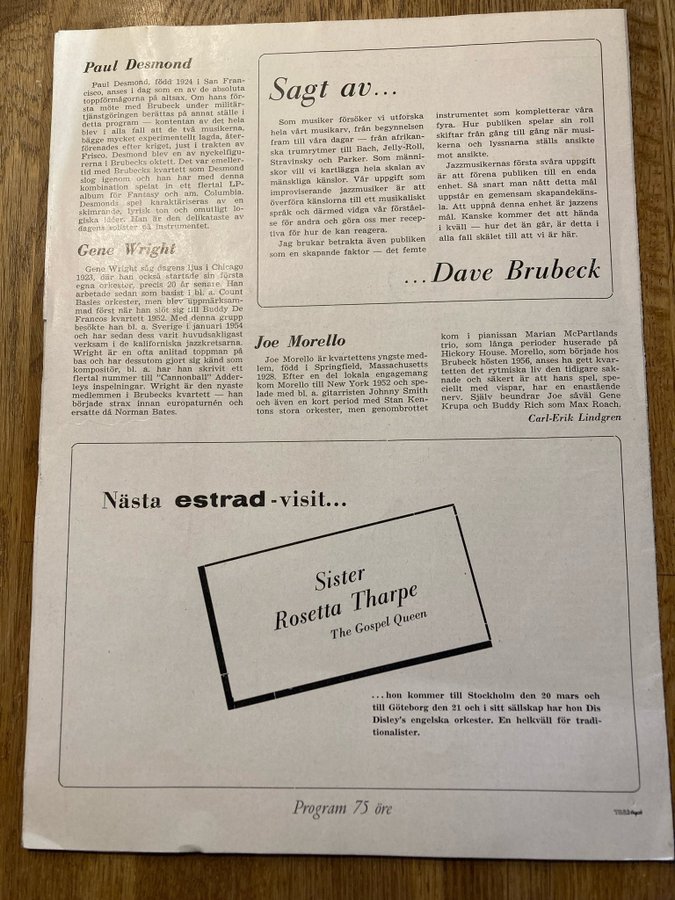 Paul Desmond
Paul Desmond, född 1924 i San Fran-
cisco, anses i dag som en av de absoluta
toppförmågorna på altsax. Om hans förs-
ta möte med Brubeck under militär-
tjänstgöringen berättas på annat ställe i
detta program — kontentan av det hela
blev i alla fall att de två musikerna,
bägge mycket experimentellt lagda, åter-
förenades efter kriget, just i trakten av
Frisco. Desmond blev en av nyckelfigu-
rerna i Brubecks oktett. Det var emeller-
tid med Brubecks kvartett som Desmond
slog igenom och han har med denna
kombination spelat in ett flertal LP-
album för Fantasy och am. Columbia.
Desmonds spel karaktäriseras av en
skimrande, lyrisk ton och omutligt lo-
giska idéer. Han är den delikataste av
dagens solister på instrumentet.
Gene Wright
Gene Wright såg dagens ljus i Chicago
1923, där han också startade sin första
egna orkester, precis 20 år senare. Han
arbetade sedan som basist i bl. a. Count
Basies orkester, men blev uppmärksam-
mad först när han slöt sig till Buddy De
Francos kvartett 1952. Med denna grupp
besökte han bl. a. Sverige i januari 1954
och har sedan dess varit huvudsakligast
verksam i de kaliforniska jazzkretsarna.
Wright är en ofta anlitad toppman på
bas och har dessutom gjort sig känd som
kompositör, bl. a. har han skrivit ett
flertal nummer till "Cannonball" Adder-
leys inspelningar. Wright är den nyaste
medlemmen i Brubecks kvartett — han
började strax innan europaturnén och
ersatte då Norman Bates.
Sagt av...
Som musiker försöker vi utforska
hela vårt musikarv, från begynnelsen
fram till våra dagar — från afrikan-
ska trumrytmer till Bach, Jelly-Roll,
Stravinsky och Parker. Som männi-
skor vill vi kartlägga hela skalan av
mänskliga känslor. Vår uppgift som
improviserande jazzmusiker är att
överföra känslorna till ett musikaliskt
språk och därmed vidga vår förståel-
se för andra och göra oss mer recep-
tiva för hur de kan reagera.
Jag brukar betrakta även publiken
som en skapande faktor — det femte
instrumentet som kompletterar våra
fyra. Hur publiken spelar sin roll
skiftar från gång till gång när musi-
kerna och lyssnarna ställs ansikte
mot ansikte.
Jazzmusikernas första svåra uppgift
är att förena publiken till en enda
enhet. Så snart man nått detta mål
uppstår en gemensam skapandekäns-
la. Att uppnå denna enhet är jazzens
mål. Kanske kommer det att hända
i kväll — hur det än går, är detta i
alla fall skälet till att vi är här.
...Dave Brubeck
Joe Morello
Joe Morello är kvartettens yngste med-
lem, född i Springfield, Massachusetts
1928. Efter en del lokala engagemang
kom Morello till New York 1952 och spe-
lade med bl. a. gitarristen Johnny Smith
och även en kort period med Stan Ken-
tons stora orkester, men genombrottet
kom i pianissan Marian McPartlands
trio, som långa perioder huserade på
Hickory House. Morello, som började hos
Brubeck hösten 1956, anses ha gett kvar-
tetten det rytmiska liv den tidigare sak-
nade och säkert är att hans spel, spe-
ciellt med vispar, har en enastående
nerv. Själv beundrar Joe såväl Gene
Krupa och Buddy Rich som Max Roach.
Carl-Erik Lindgren
Nästa estrad-visit...
Sister
Rosetta Tharpe
The Gospel Queen
...hon kommer till Stockholm den 20 mars och
till Göteborg den 21 och i sitt sällskap har hon Dis
Disley's engelska orkester. En helkväll för tradi-
tionalister.
Program 75 öre